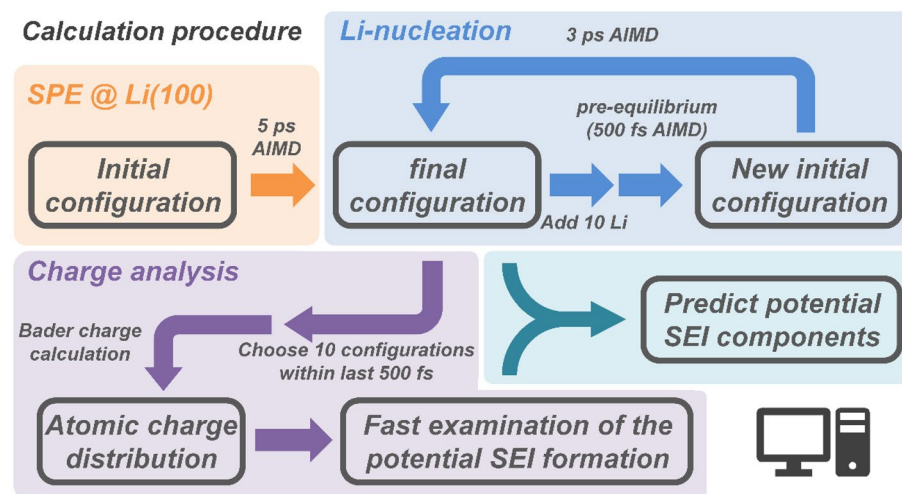 Calculation procedure
Li-nucleation
3 ps AIMD
SPE @ Li(100)
5 ps
AIMD
pre-equilibrium
(500 fs AIMD)
Initial
configuration
final
configuration
Add 10 Li
New initial
configuration
Charge analysis
Bader charge
calculation
Choose 10 configurations
within last 500 fs
Predict potential
SEI components
Atomic charge
distribution
Fast examination of the
potential SEI formation